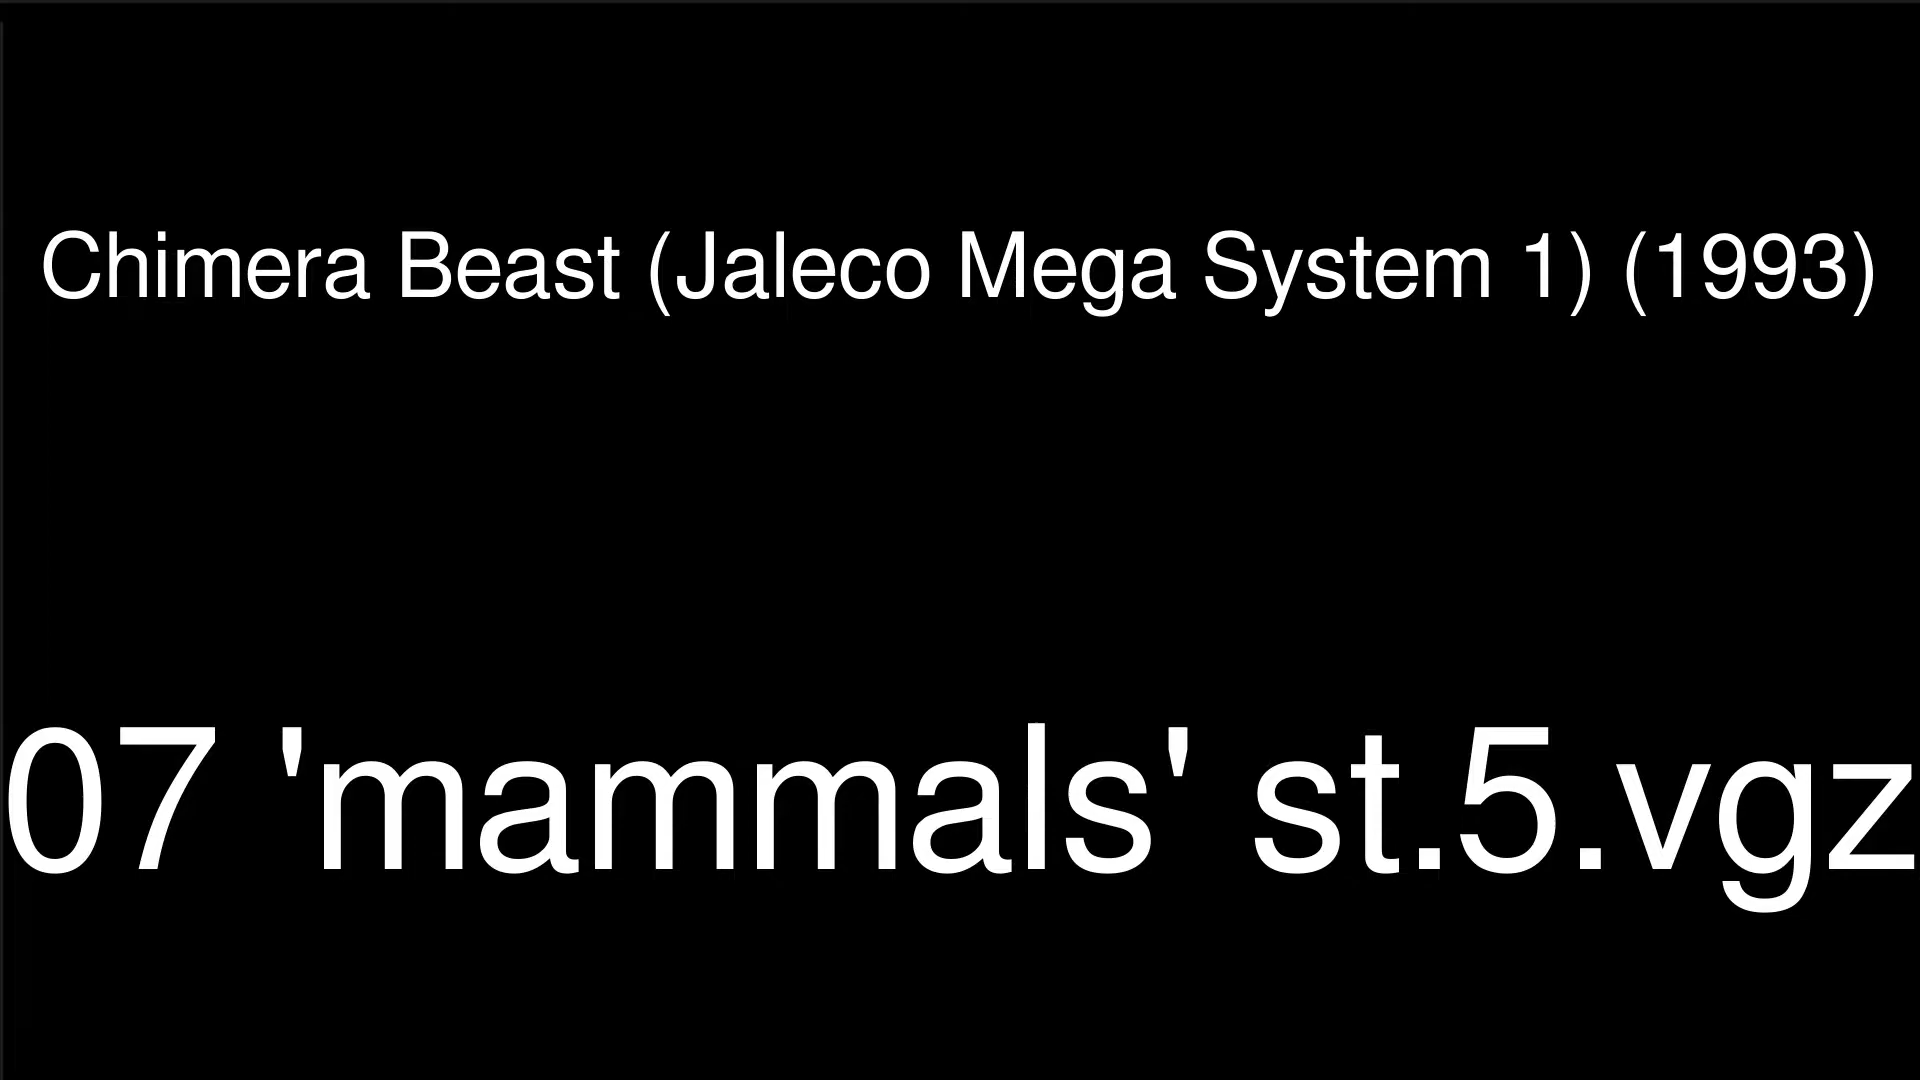 Chimera Beast (Jaleco Mega System 1) (1993)
07 'mammals' st.5.vgz